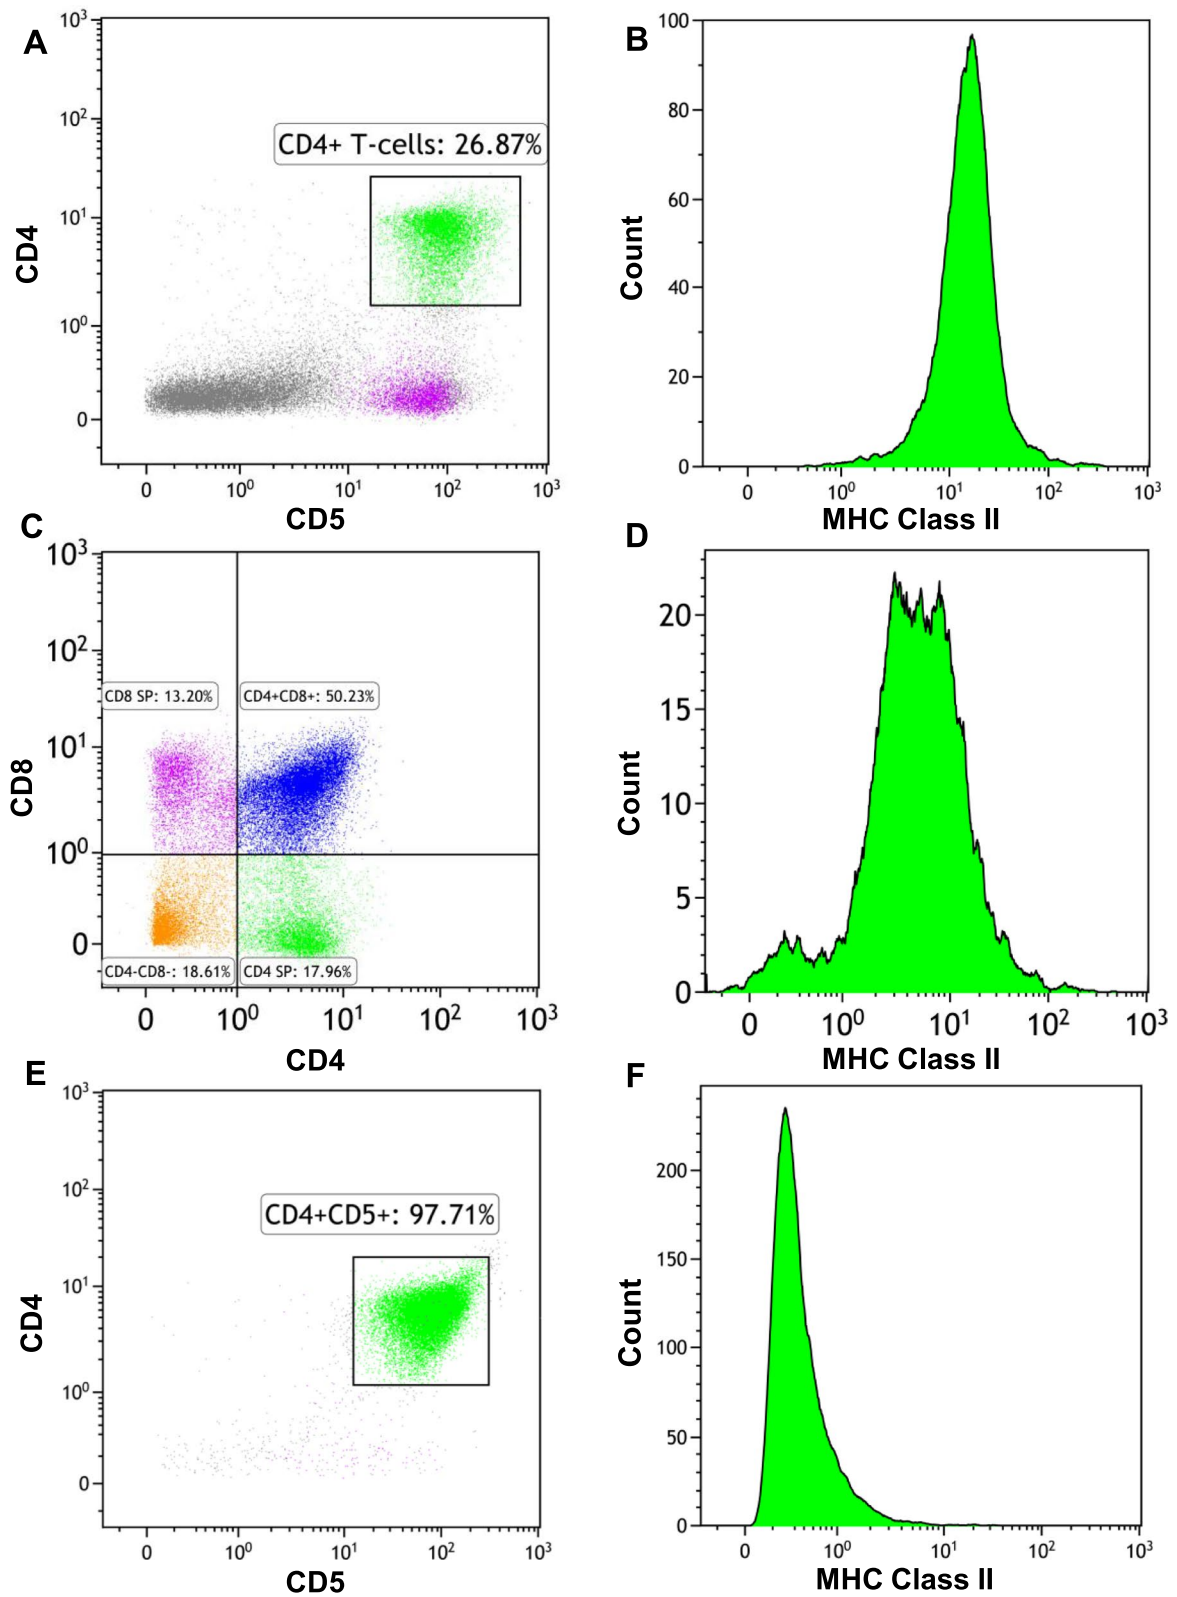 A
10³
10²
10¹
10⁰
0
CD4
CD4+ T-cells: 26.87%
0
10⁰
10¹
10²
10³
CD5
B
100
80
60
40
20
0
Count
0
10⁰
10¹
10²
10³
MHC Class II
C
10³
10²
10¹
10⁰
0
CD8
CD8 SP: 13.20%
CD4+CD8+: 50.23%
CD4-CD8-: 18.61%
CD4 SP: 17.96%
0
10⁰
10¹
10²
10³
CD4
D
20
15
10
5
0
Count
0
10⁰
10¹
10²
10³
MHC Class II
E
10³
10²
10¹
10⁰
0
CD4
CD4+CD5+: 97.71%
0
10⁰
10¹
10²
10³
CD5
F
200
150
100
50
0
Count
0
10⁰
10¹
10²
10³
MHC Class II